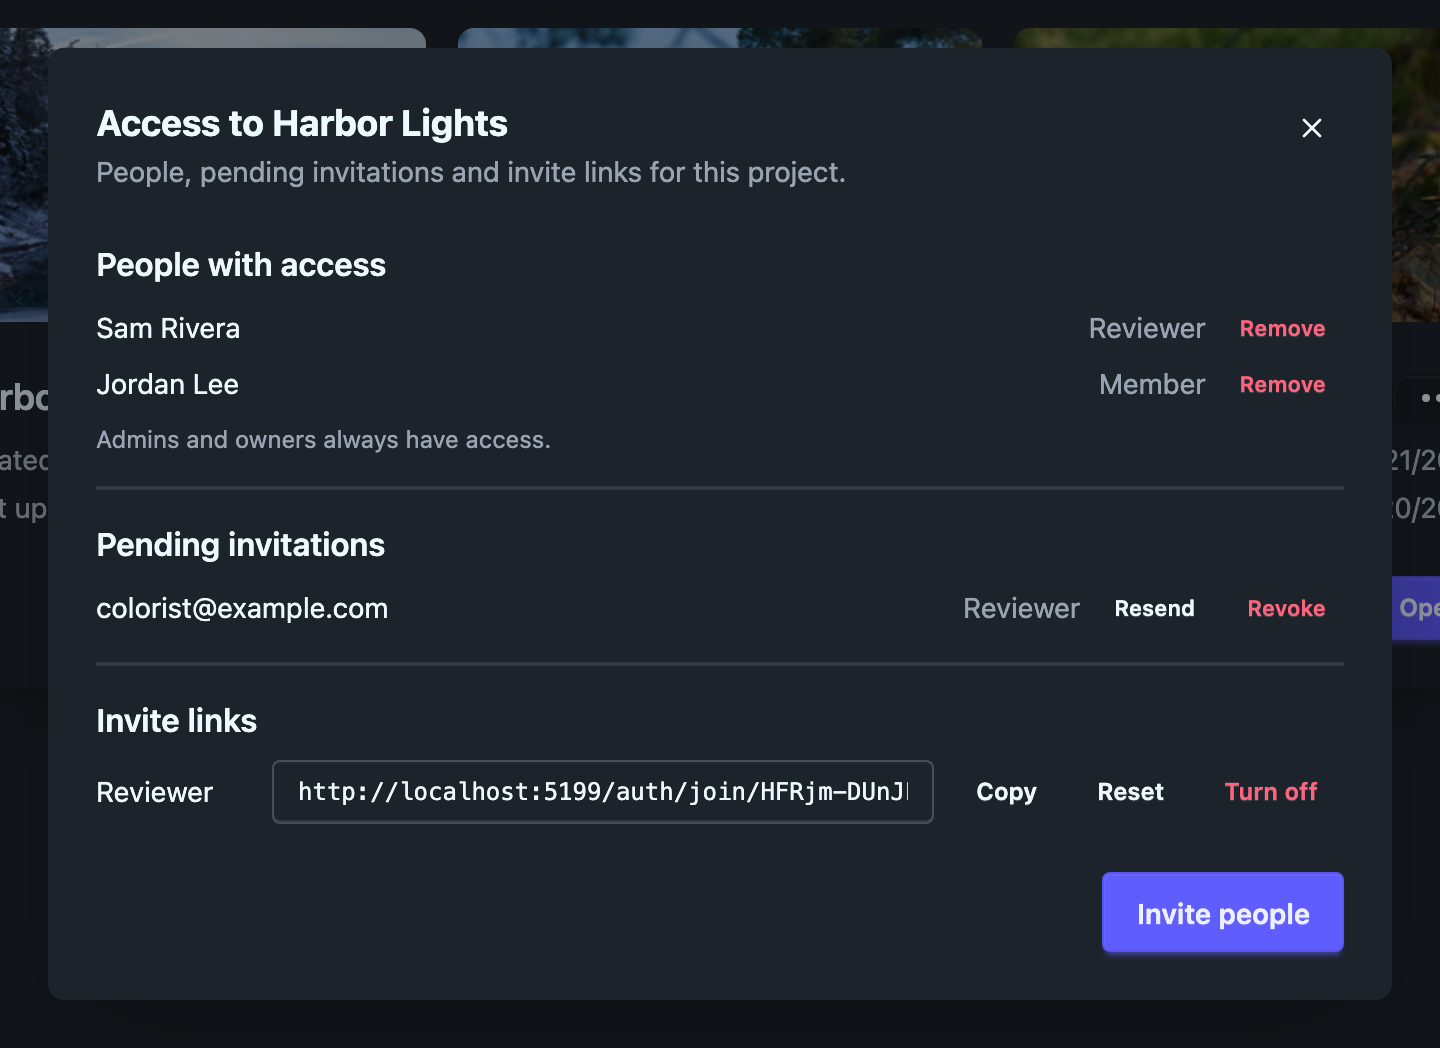 Access to Harbor Lights
People, pending invitations and invite links for this project.
People with access
Sam Rivera Reviewer Remove
Jordan Lee Member Remove
Admins and owners always have access.
Pending invitations
colorist@example.com Reviewer Resend Revoke
Invite links
Reviewer http://localhost:5199/auth/join/HFRjm-DUnJ Copy Reset Turn off
Invite people